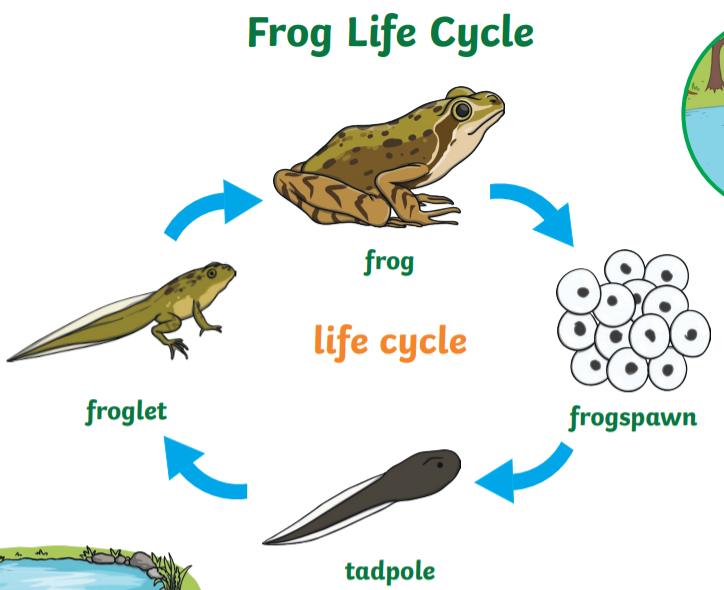 Frog Life Cycle
frog
life cycle
froglet
frogspawn
tadpole